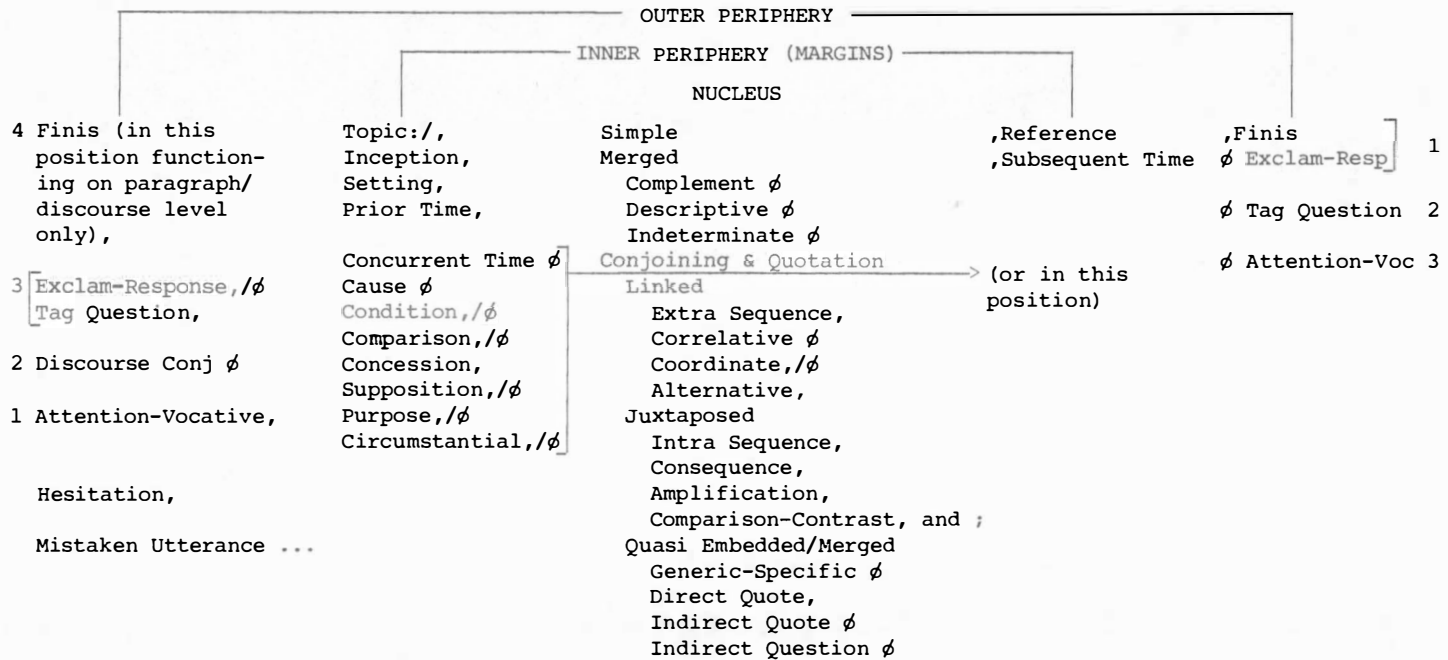 OUTER PERIPHERY
INNER PERIPHERY (MARGINS)
NUCLEUS
4 Finis (in this
position function-
ing on paragraph/
discourse level
only),
3 Exclam-Response,/ø
Tag Question,
2 Discourse Conj ø
1 Attention-Vocative,
Hesitation,
Mistaken Utterance ...
Topic:/,
Inception,
Setting,
Prior Time,
Concurrent Time ø
Cause ø
Condition,/ø
Comparison,/ø
Concession,
Supposition,/ø
Purpose,/ø
Circumstantial,/ø
Simple
Merged
Complement ø
Descriptive ø
Indeterminate ø
Conjoining & Quotation
Linked
Extra Sequence,
Correlative ø
Coordinate,/ø
Alternative,
Juxtaposed
Intra Sequence,
Consequence,
Amplification,
Comparison-Contrast, and ;
Quasi Embedded/Merged
Generic-Specific ø
Direct Quote,
Indirect Quote ø
Indirect Question ø
,Reference
,Subsequent Time
(or in this
position)
,Finis
ø Exclam-Resp 1
ø Tag Question 2
ø Attention-Voc 3